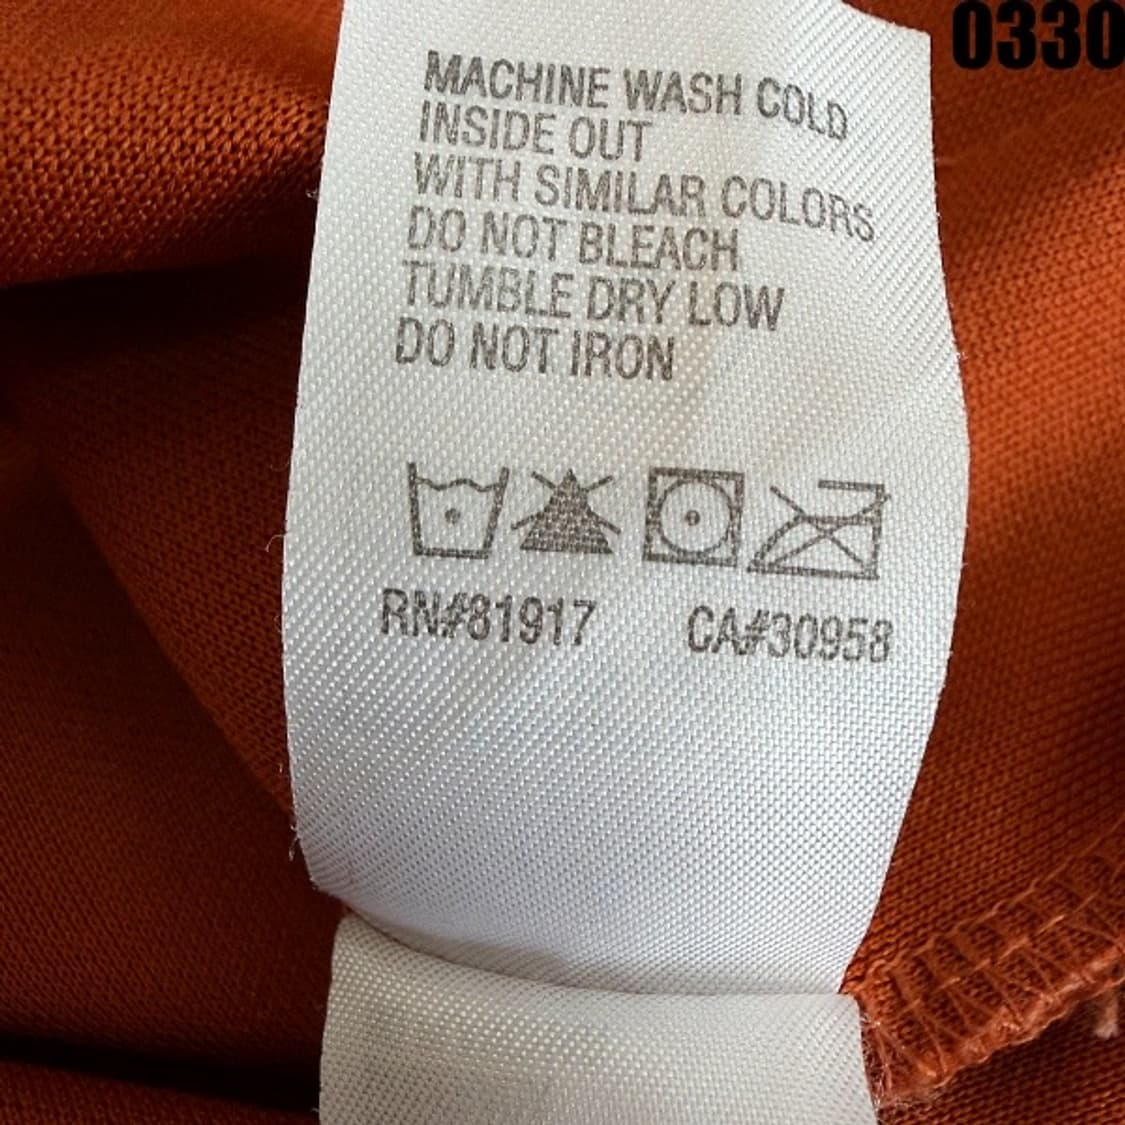 0330
MACHINE WASH COLD
INSIDE OUT
WITH SIMILAR COLORS
DO NOT BLEACH
TUMBLE DRY LOW
DO NOT IRON
RN#81917 CA#30958